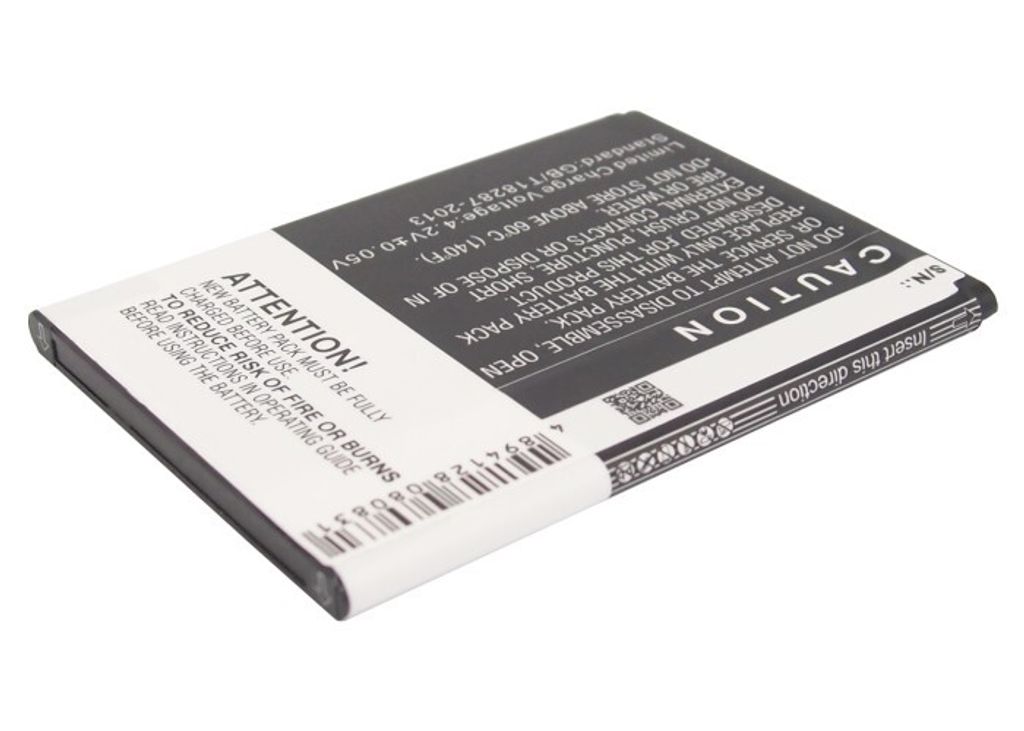 ATTENTION!
NEW BATTERY PACK MUST BE FULLY
CHARGED BEFORE USE.
TO REDUCE RISK OF FIRE OR BURNS
READ INSTRUCTIONS IN OPERATING GUIDE
BEFORE USING THE BATTERY.
4 894128 080831
S/N.:
CAUTION
•DO NOT ATTEMPT TO DISASSEMBLE, OPEN
OR SERVICE THE BATTERY PACK.
•REPLACE ONLY WITH THE BATTERY PACK
DESIGNATED FOR THIS PRODUCT.
•DO NOT CRUSH, PUNCTURE, SHORT
EXTERNAL CONTACTS OR DISPOSE OF IN
FIRE OR WATER.
•DO NOT STORE ABOVE 60℃ (140℉).
Limited Charge Voltage:4.2V±0.05V
Standard:GB/T18287-2013
Insert this direction